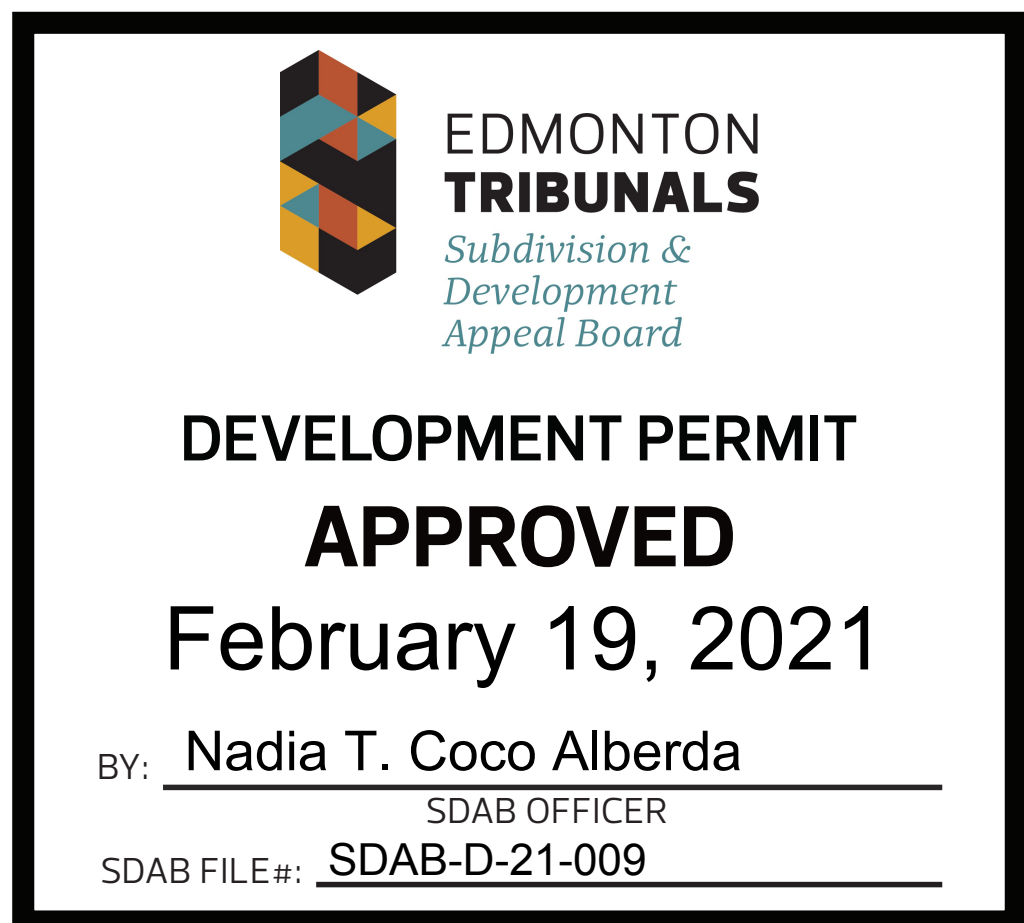 EDMONTON
TRIBUNALS
Subdivision &
Development
Appeal Board
DEVELOPMENT PERMIT
APPROVED
February 19, 2021
BY: Nadia T. Coco Alberda
SDAB OFFICER
SDAB FILE#: SDAB-D-21-009